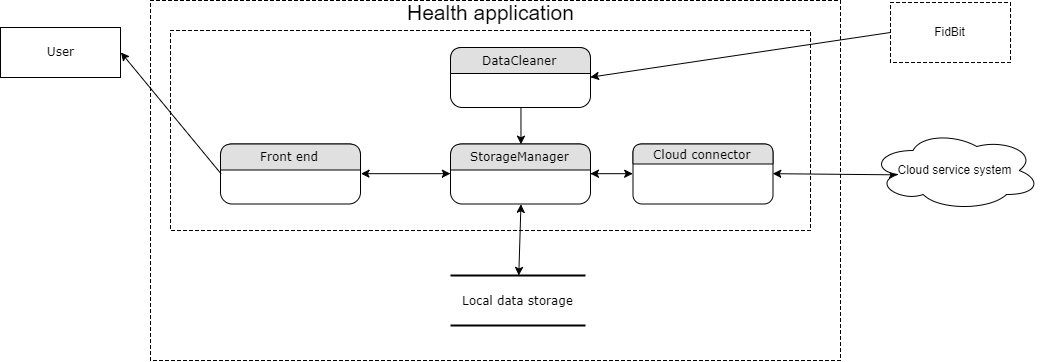 Health application
User
FidBit
DataCleaner
Front end
StorageManager
Cloud connector
Cloud service system
Local data storage